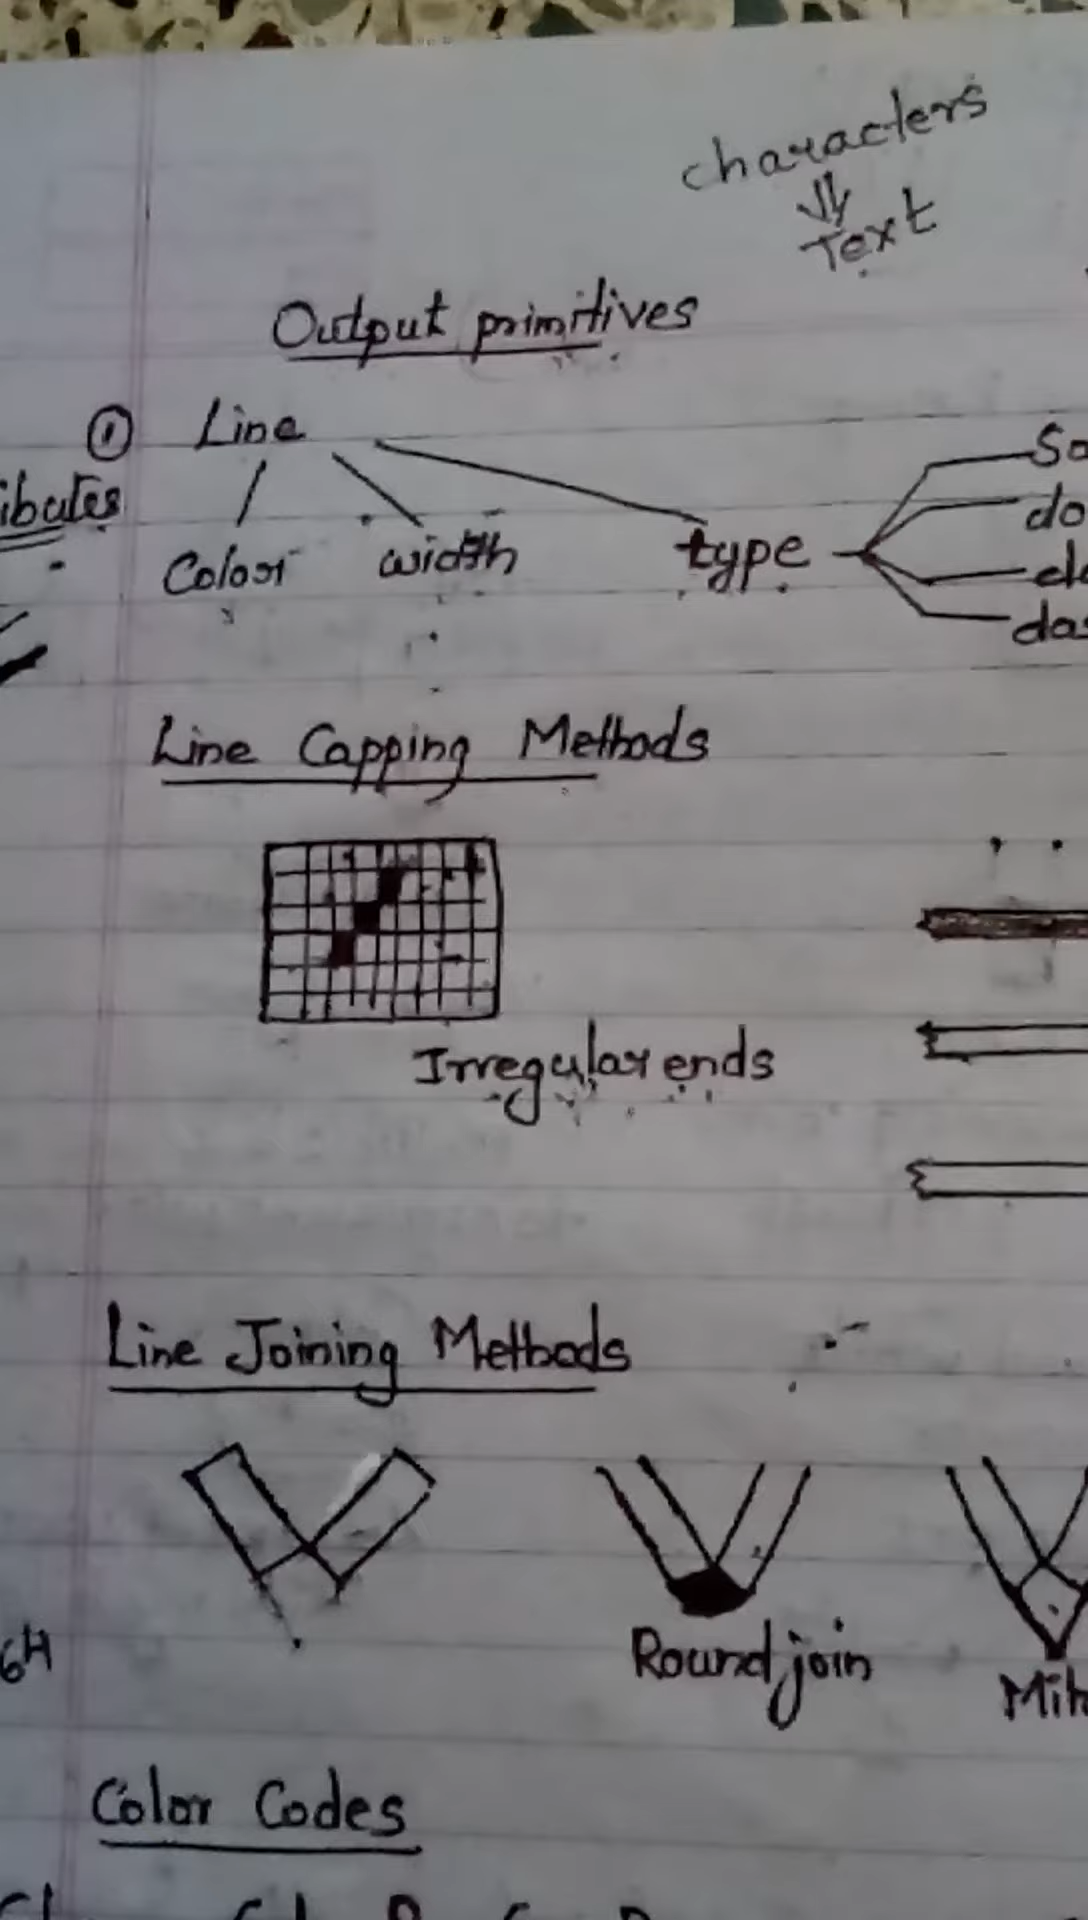 characters
⇓
Text
Output primitives
① Line
Color width type
Line Capping Methods
Irregular ends
Line Joining Methods
Round join
Color Codes